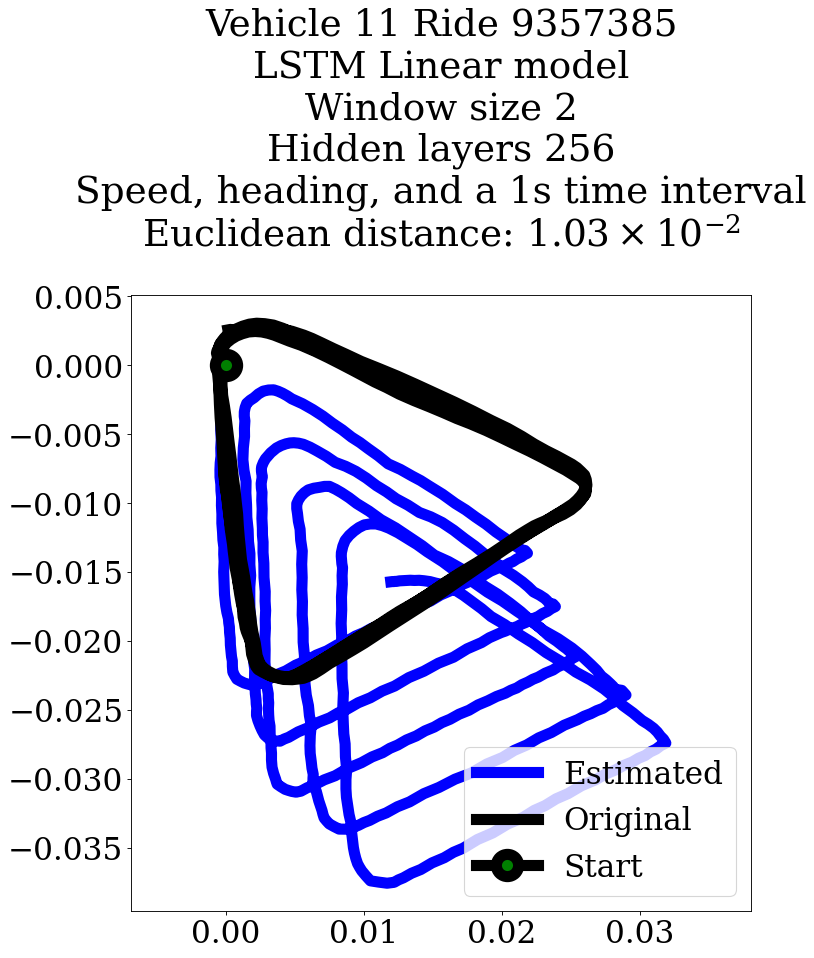 Vehicle 11 Ride 9357385
LSTM Linear model
Window size 2
Hidden layers 256
Speed, heading, and a 1s time interval
Euclidean distance: 1.03 × 10⁻²
0.005
0.000
−0.005
−0.010
−0.015
−0.020
−0.025
−0.030
−0.035
Estimated
Original
Start
0.00 0.01 0.02 0.03